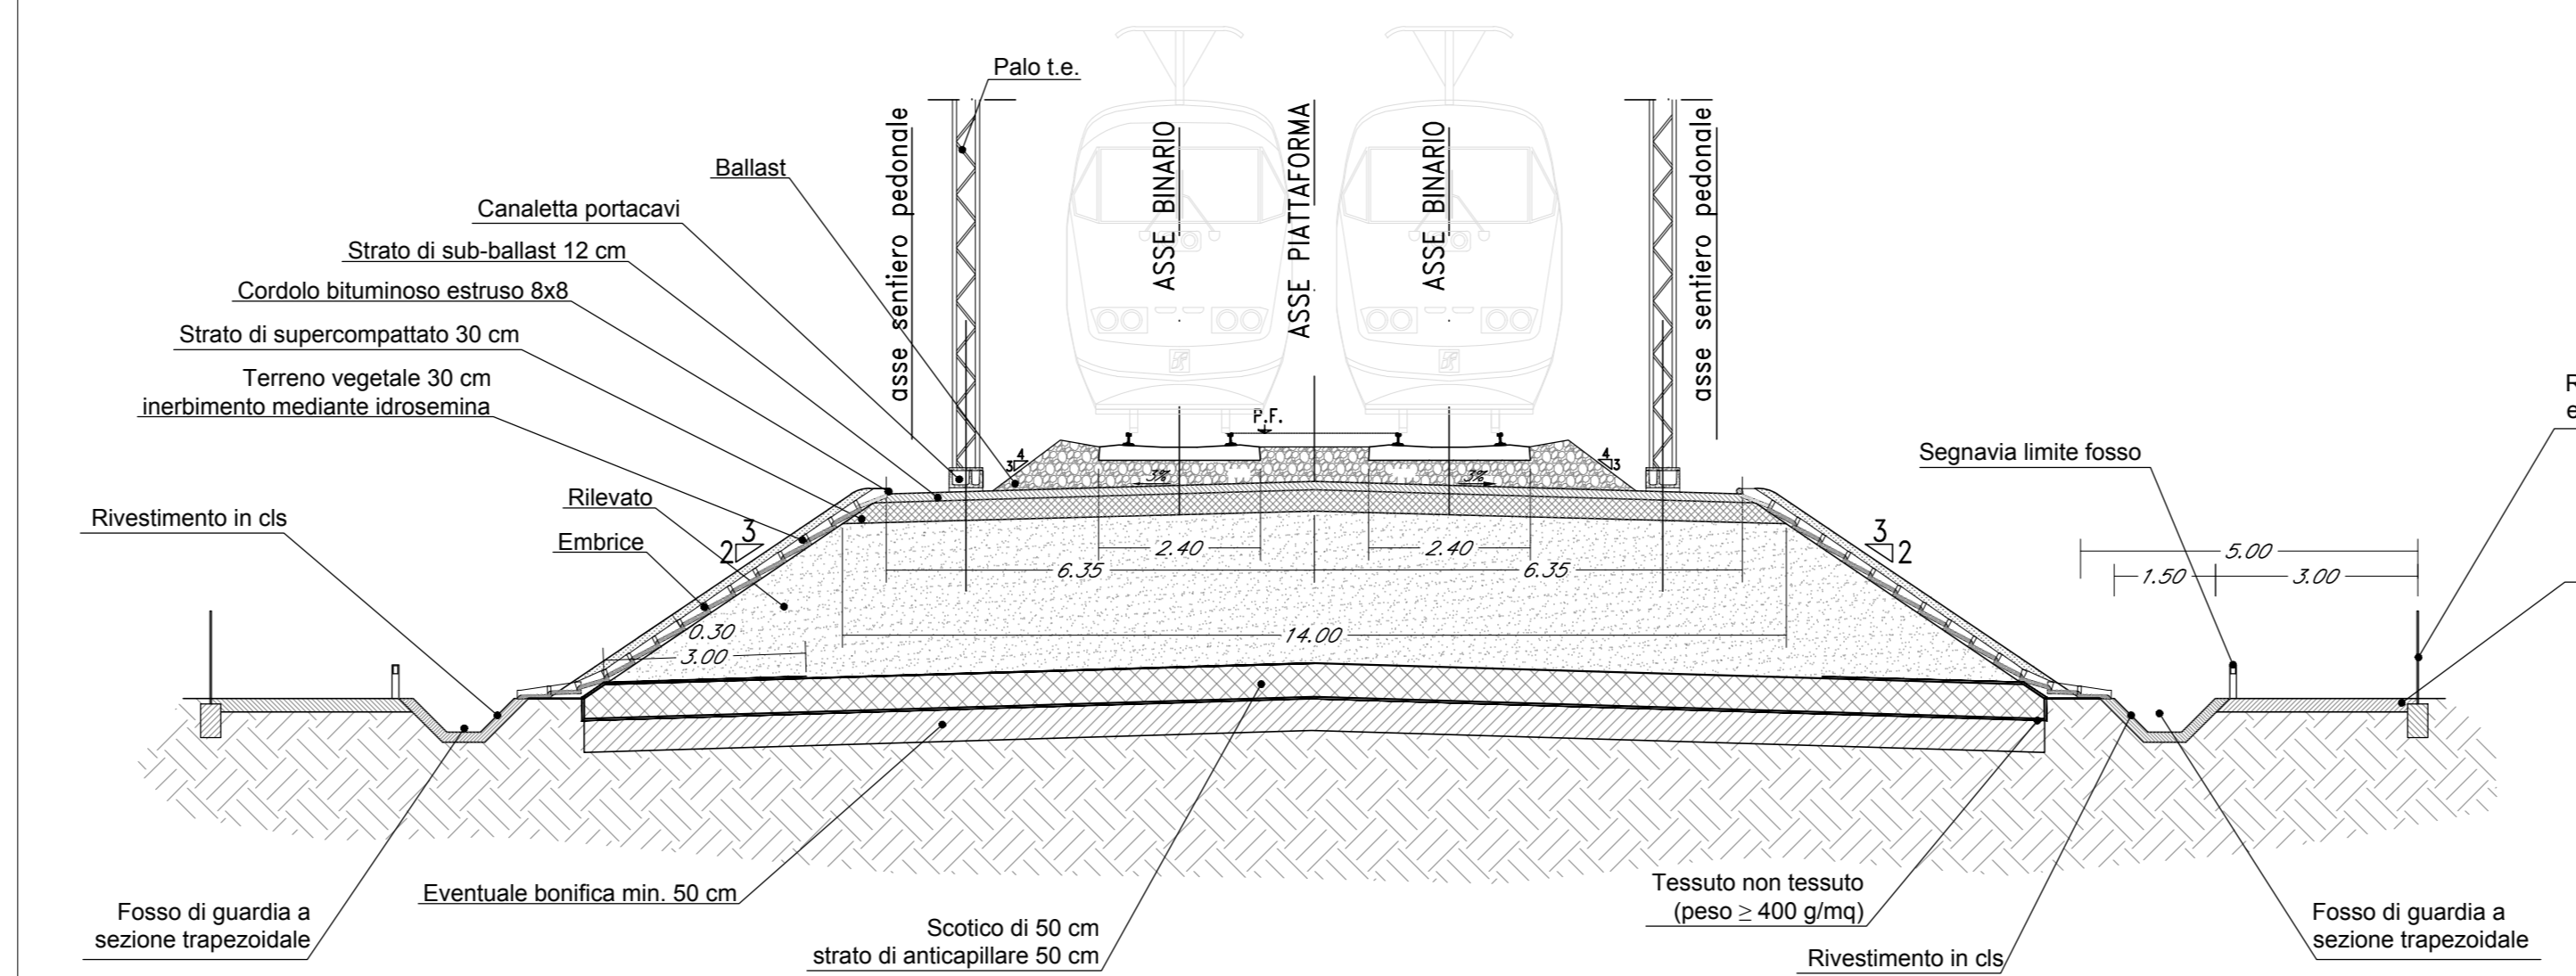 Palo t.e.
Ballast
Canaletta portacavi
Strato di sub-ballast 12 cm
Cordolo bituminoso estruso 8x8
Strato di supercompattato 30 cm
Terreno vegetale 30 cm
inerbimento mediante idrosemina
Rilevato
Rivestimento in cls
Embrice
asse sentiero pedonale
ASSE BINARIO
ASSE PIATTAFORMA
ASSE BINARIO
asse sentiero pedonale
P.F.
3
4
4
3
3%
3%
3
2
3
2
2.40
2.40
6.35
6.35
14.00
0.30
3.00
Segnavia limite fosso
5.00
1.50
3.00
R
e
Eventuale bonifica min. 50 cm
Fosso di guardia a
sezione trapezoidale
Scotico di 50 cm
strato di anticapillare 50 cm
Tessuto non tessuto
(peso ≥ 400 g/mq)
Rivestimento in cls
Fosso di guardia a
sezione trapezoidale